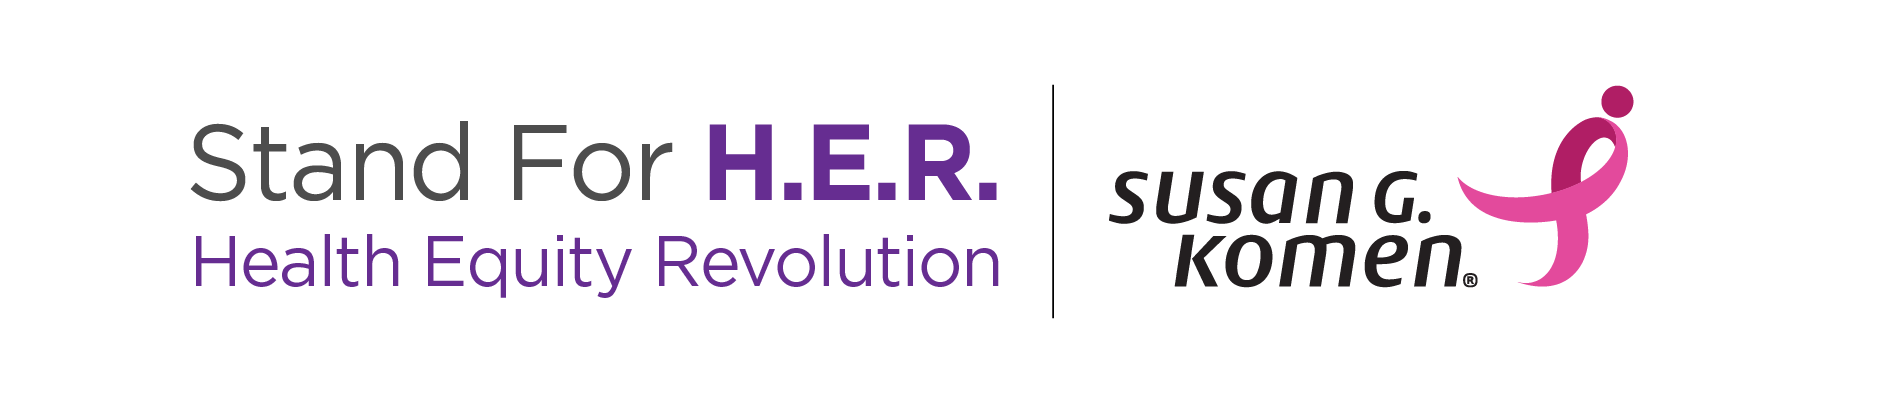 Stand For H.E.R.
Health Equity Revolution
susan G.
komen®